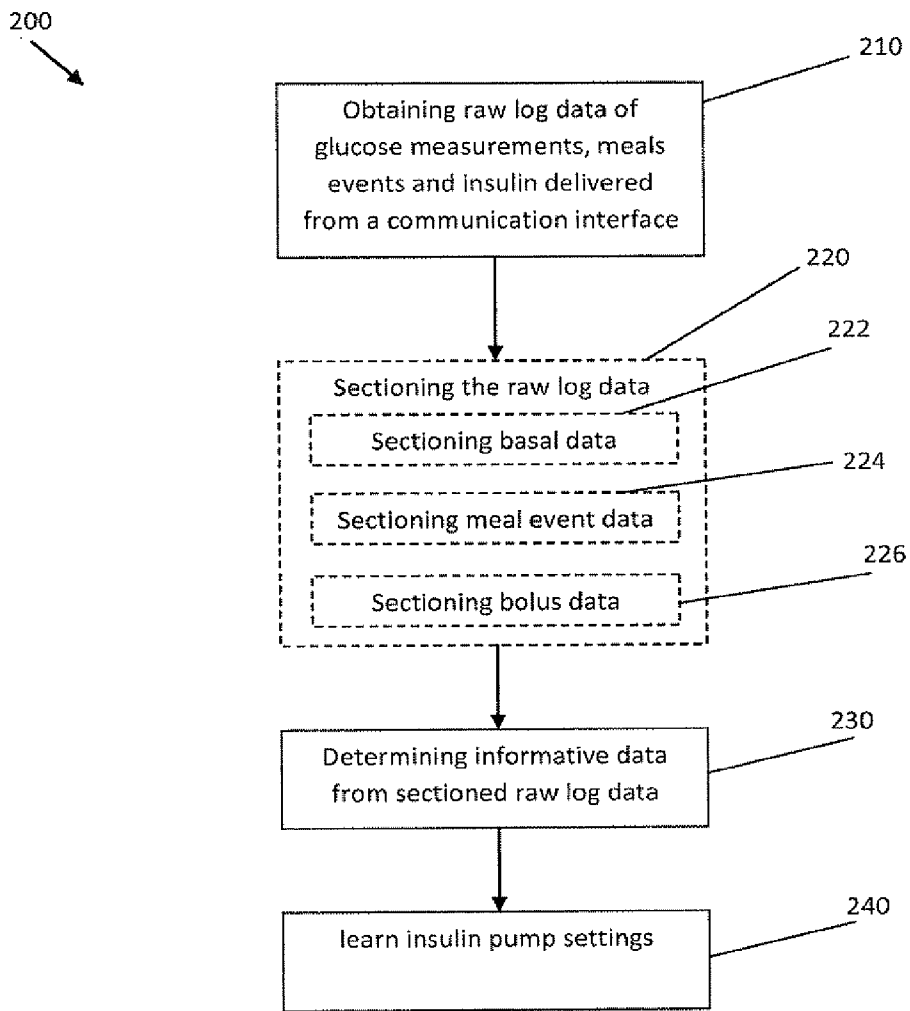 200
210
Obtaining raw log data of
glucose measurements, meals
events and insulin delivered
from a communication interface
220
222
Sectioning the raw log data
Sectioning basal data
224
Sectioning meal event data
226
Sectioning bolus data
230
Determining informative data
from sectioned raw log data
240
learn insulin pump settings